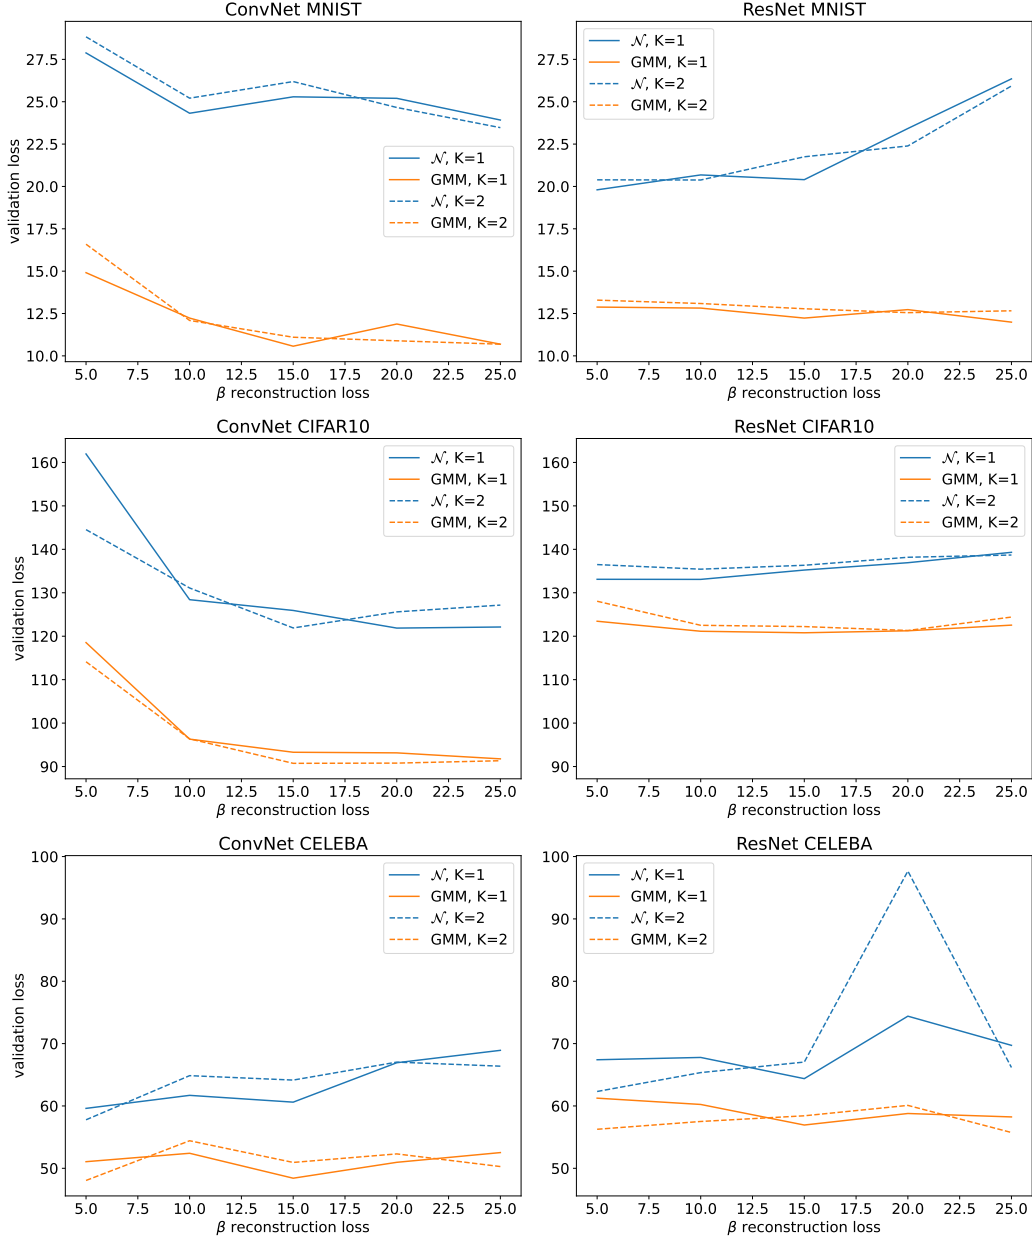 ConvNet MNIST
validation loss
27.5
25.0
22.5
20.0
17.5
15.0
12.5
10.0
𝒩, K=1
GMM, K=1
𝒩, K=2
GMM, K=2
5.0 7.5 10.0 12.5 15.0 17.5 20.0 22.5 25.0
β reconstruction loss
ResNet MNIST
27.5
25.0
22.5
20.0
17.5
15.0
12.5
10.0
𝒩, K=1
GMM, K=1
𝒩, K=2
GMM, K=2
5.0 7.5 10.0 12.5 15.0 17.5 20.0 22.5 25.0
β reconstruction loss
ConvNet CIFAR10
validation loss
160
150
140
130
120
110
100
90
𝒩, K=1
GMM, K=1
𝒩, K=2
GMM, K=2
5.0 7.5 10.0 12.5 15.0 17.5 20.0 22.5 25.0
β reconstruction loss
ResNet CIFAR10
160
150
140
130
120
110
100
90
𝒩, K=1
GMM, K=1
𝒩, K=2
GMM, K=2
5.0 7.5 10.0 12.5 15.0 17.5 20.0 22.5 25.0
β reconstruction loss
ConvNet CELEBA
validation loss
100
90
80
70
60
50
𝒩, K=1
GMM, K=1
𝒩, K=2
GMM, K=2
5.0 7.5 10.0 12.5 15.0 17.5 20.0 22.5 25.0
β reconstruction loss
ResNet CELEBA
100
90
80
70
60
50
𝒩, K=1
GMM, K=1
𝒩, K=2
GMM, K=2
5.0 7.5 10.0 12.5 15.0 17.5 20.0 22.5 25.0
β reconstruction loss